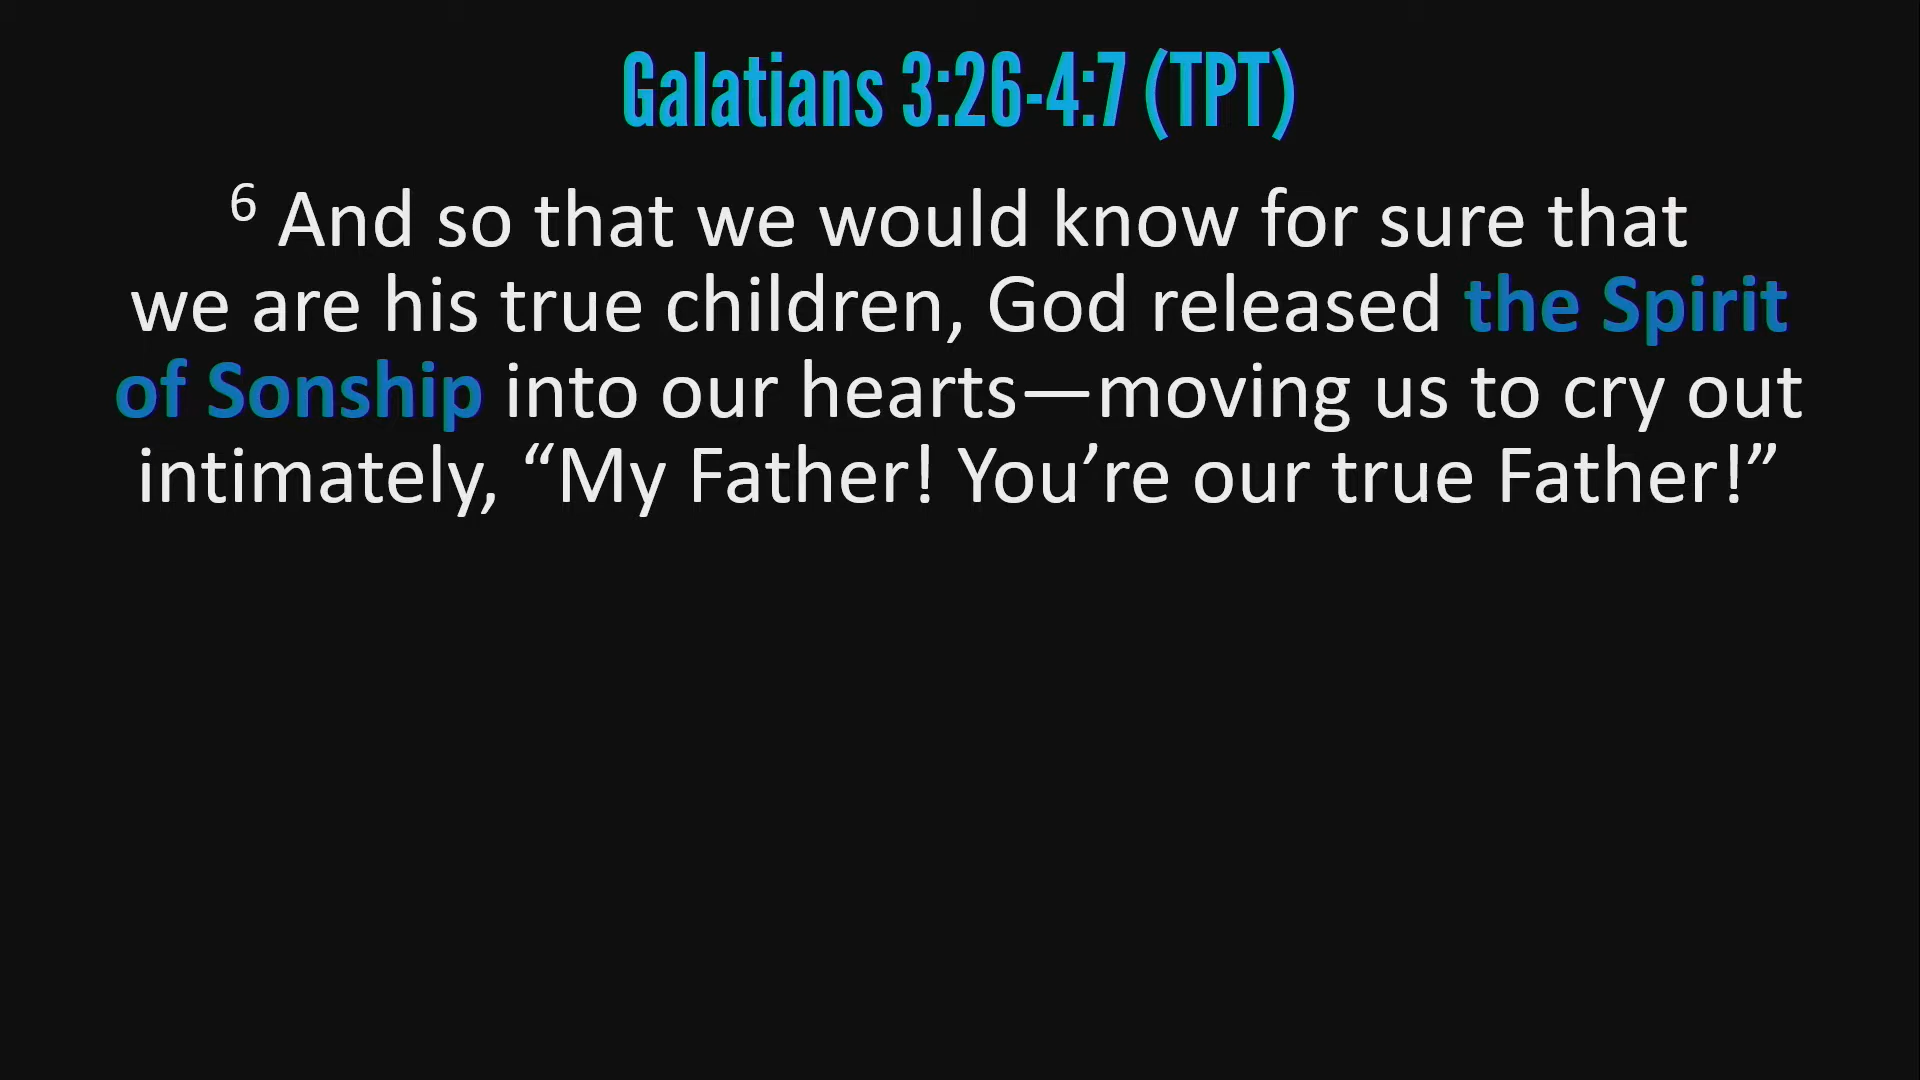 Galatians 3:26-4:7 (TPT)
6 And so that we would know for sure that
we are his true children, God released the Spirit
of Sonship into our hearts—moving us to cry out
intimately, “My Father! You’re our true Father!”